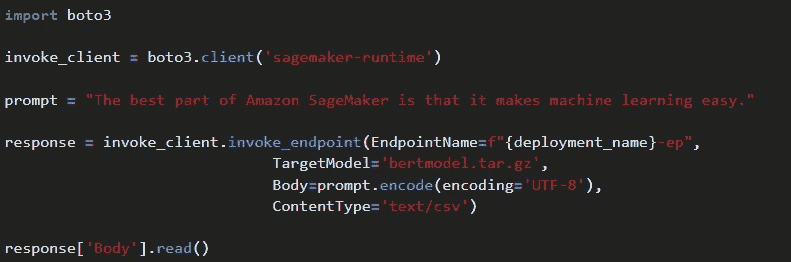 import boto3
invoke_client = boto3.client('sagemaker-runtime')
prompt = "The best part of Amazon SageMaker is that it makes machine learning easy."
response = invoke_client.invoke_endpoint(EndpointName=f"{deployment_name}-ep",
TargetModel='bertmodel.tar.gz',
Body=prompt.encode(encoding='UTF-8'),
ContentType='text/csv')
response['Body'].read()